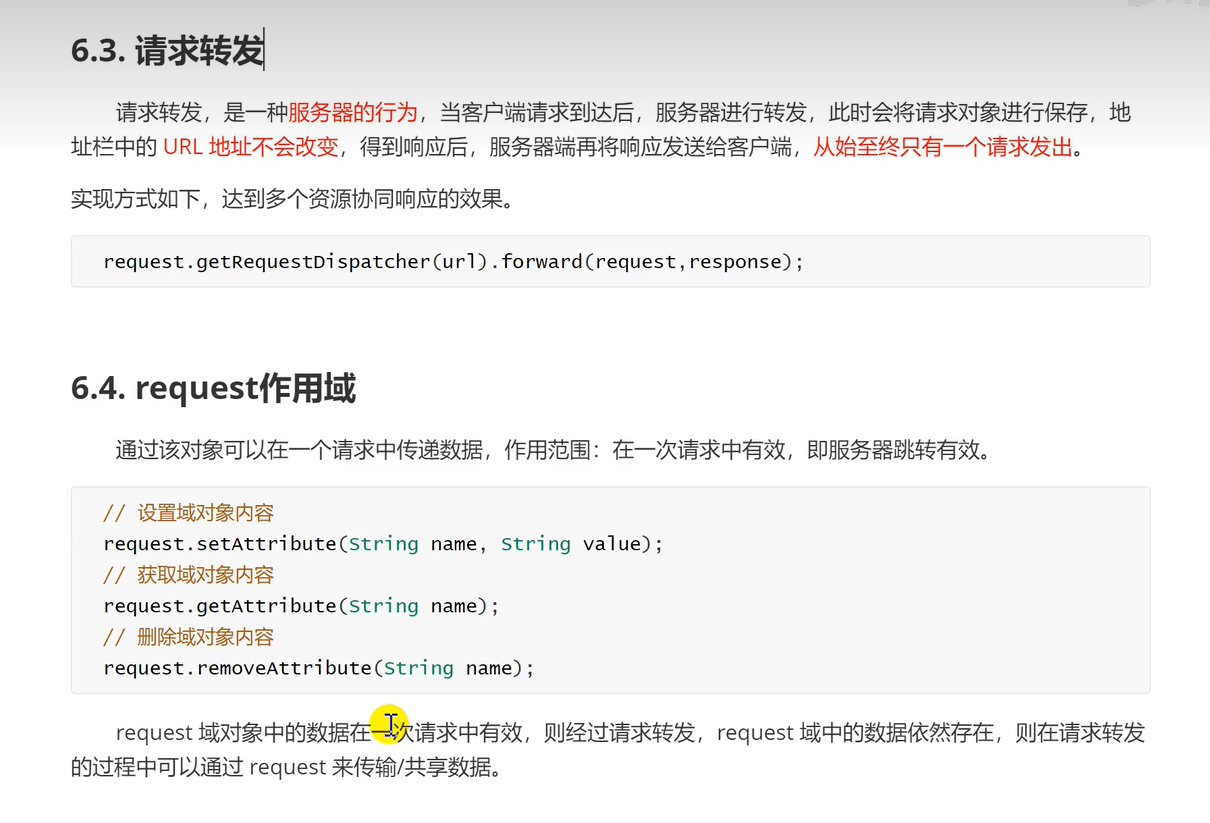 6.3. 请求转发
请求转发，是一种服务器的行为，当客户端请求到达后，服务器进行转发，此时会将请求对象进行保存，地
址栏中的 URL 地址不会改变，得到响应后，服务器端再将响应发送给客户端，从始至终只有一个请求发出。
实现方式如下，达到多个资源协同响应的效果。
request.getRequestDispatcher(url).forward(request,response);
6.4. request作用域
通过该对象可以在一个请求中传递数据，作用范围：在一次请求中有效，即服务器跳转有效。
// 设置域对象内容
request.setAttribute(String name, String value);
// 获取域对象内容
request.getAttribute(String name);
// 删除域对象内容
request.removeAttribute(String name);
request 域对象中的数据在一次请求中有效，则经过请求转发，request 域中的数据依然存在，则在请求转发
的过程中可以通过 request 来传输/共享数据。